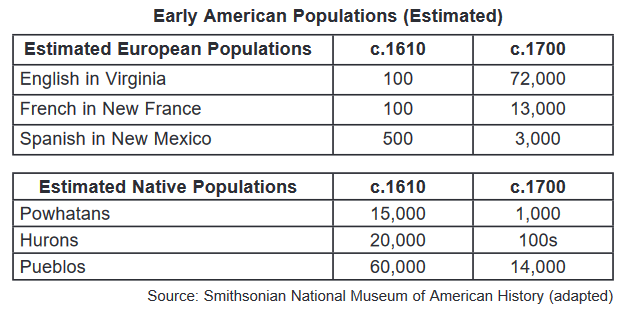 Early American Populations (Estimated)
Estimated European Populations c.1610 c.1700
English in Virginia 100 72,000
French in New France 100 13,000
Spanish in New Mexico 500 3,000
Estimated Native Populations c.1610 c.1700
Powhatans 15,000 1,000
Hurons 20,000 100s
Pueblos 60,000 14,000
Source: Smithsonian National Museum of American History (adapted)